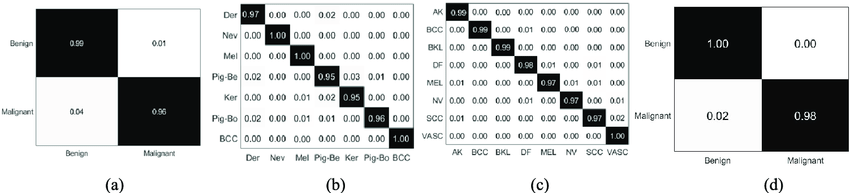 Benign 0.99 0.01
Malignant 0.04 0.96
Benign Malignant
(a)
Der 0.97 0.00 0.00 0.02 0.00 0.00 0.00
Nev 0.00 1.00 0.00 0.00 0.00 0.00 0.00
Mel 0.00 0.00 1.00 0.00 0.00 0.00 0.00
Pig-Be 0.02 0.00 0.00 0.95 0.03 0.01 0.00
Ker 0.00 0.00 0.01 0.02 0.95 0.00 0.00
Pig-Bo 0.02 0.00 0.01 0.01 0.00 0.96 0.00
BCC 0.00 0.00 0.00 0.00 0.00 0.00 1.00
Der Nev Mel Pig-Be Ker Pig-Bo BCC
(b)
AK 0.99 0.00 0.00 0.00 0.00 0.00 0.00 0.00
BCC 0.00 0.99 0.00 0.00 0.00 0.00 0.00 0.00
BKL 0.00 0.00 0.99 0.00 0.00 0.00 0.00 0.00
DF 0.00 0.00 0.00 0.98 0.01 0.00 0.01 0.00
MEL 0.01 0.00 0.00 0.01 0.97 0.01 0.01 0.00
NV 0.00 0.00 0.00 0.01 0.00 0.97 0.00 0.01
SCC 0.01 0.00 0.00 0.00 0.00 0.00 0.97 0.02
VASC 0.00 0.00 0.00 0.00 0.00 0.00 0.00 1.00
AK BCC BKL DF MEL NV SCC VASC
(c)
Benign 1.00 0.00
Malignant 0.02 0.98
Benign Malignant
(d)